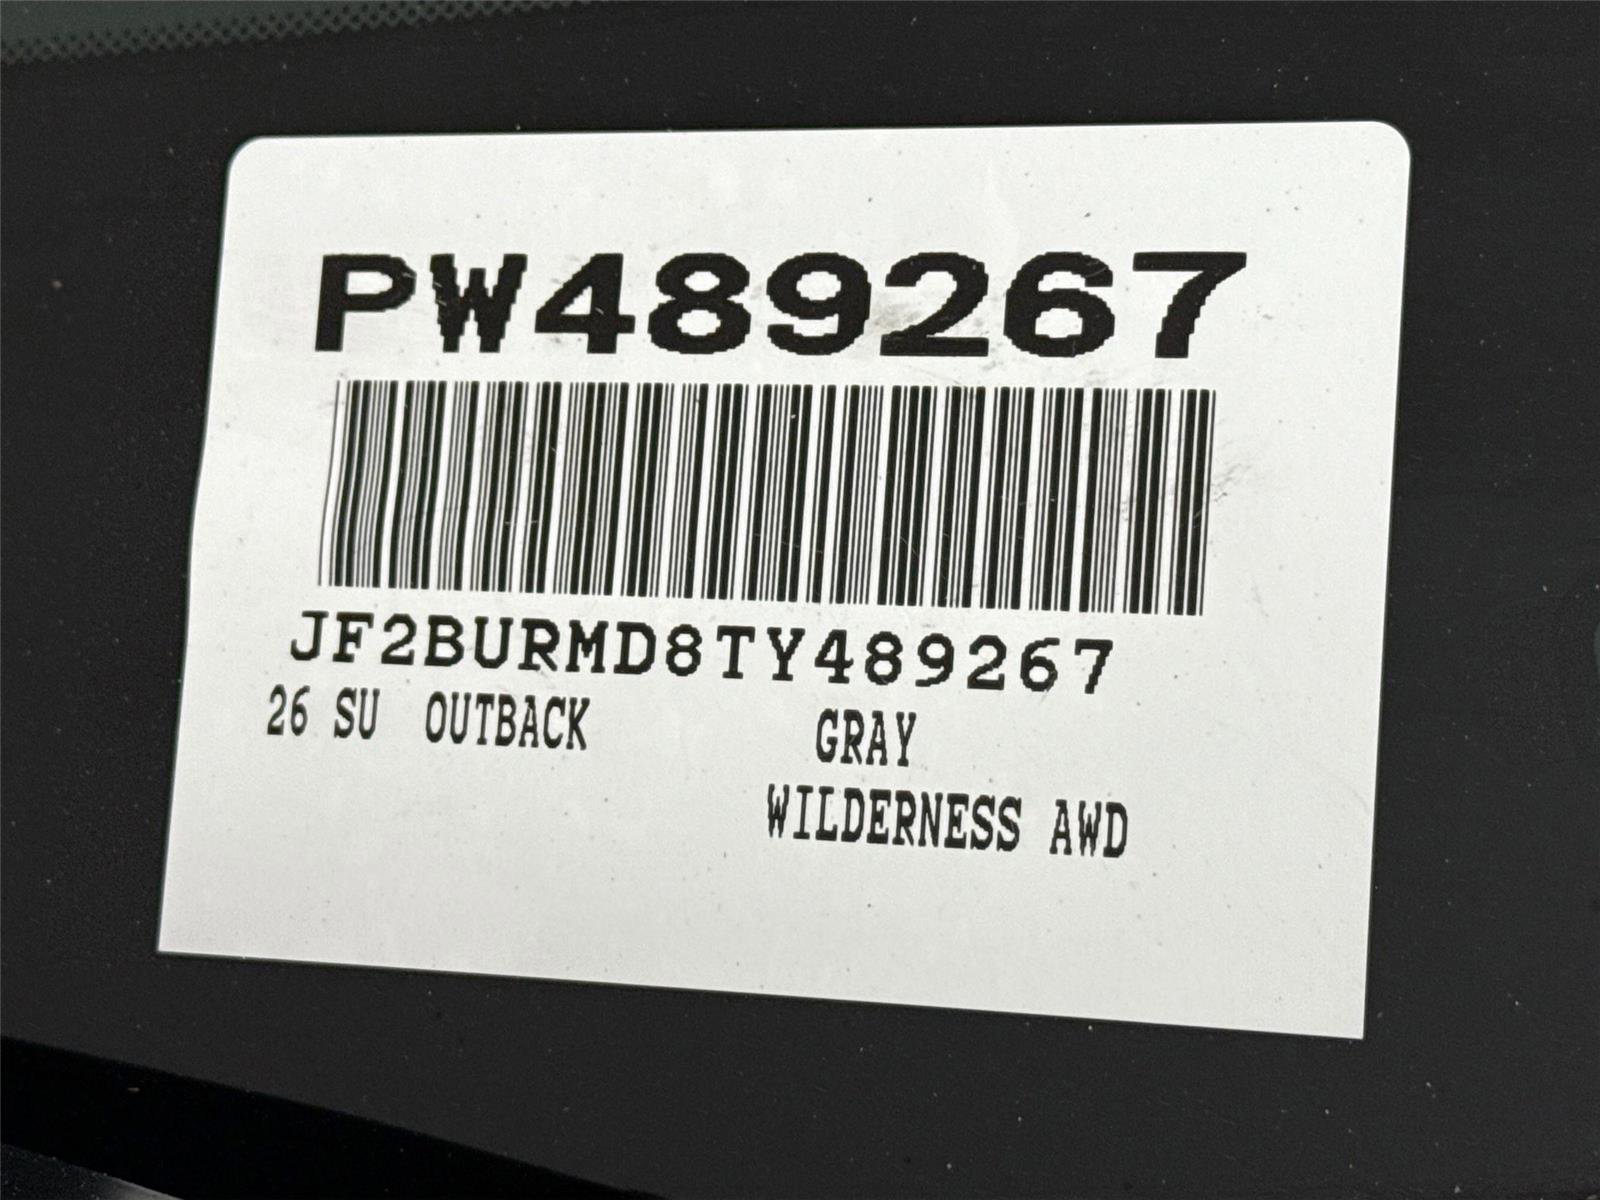 PW489267
JF2BURMD8TY489267
26 SU OUTBACK GRAY
WILDERNESS AWD